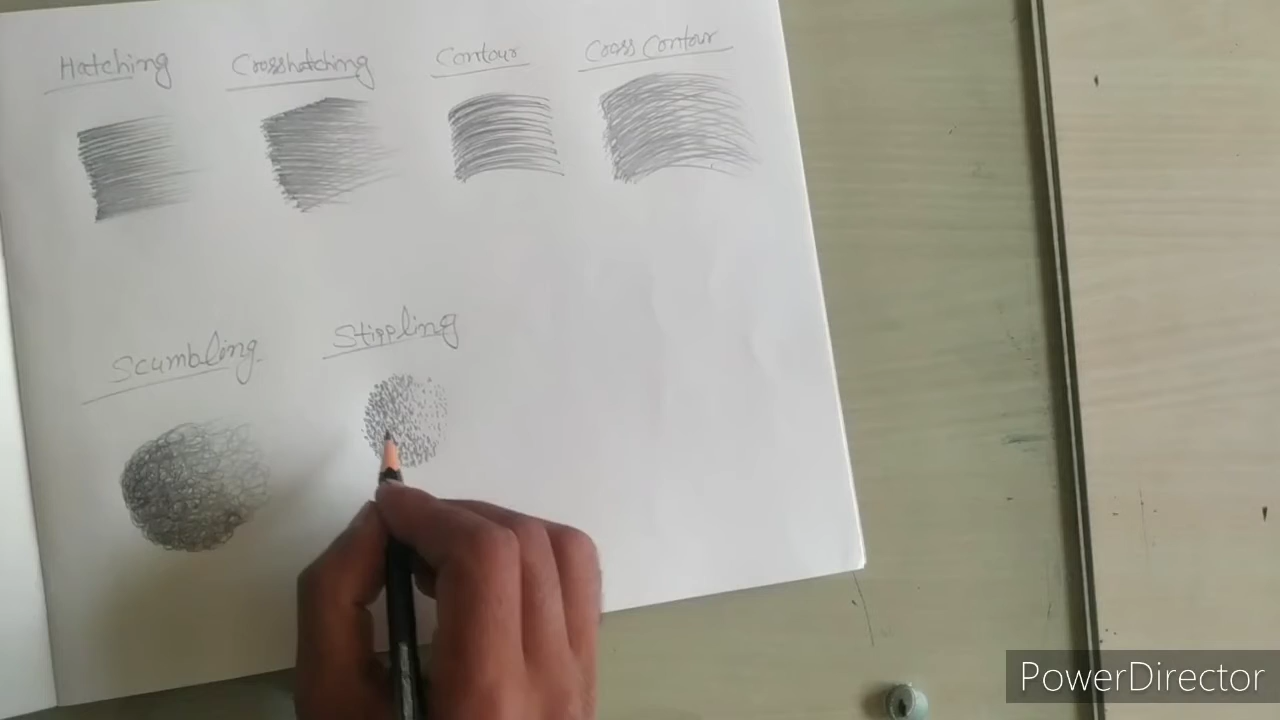 Hatching
Crosshatching
Contour
Cross Contour
Scumbling
Stippling
PowerDirector